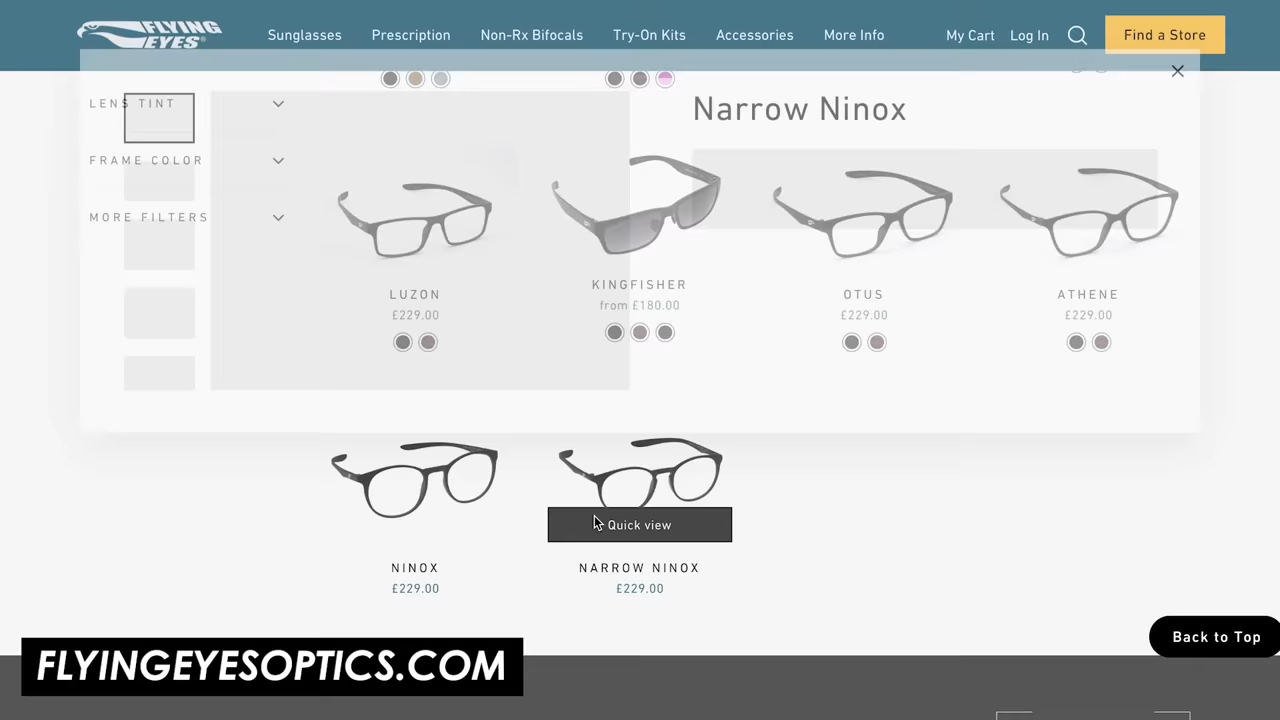 FLYING
EYES®
Sunglasses
Prescription
Non-Rx Bifocals
Try-On Kits
Accessories
More Info
My Cart
Log In
Find a Store
LENS TINT
FRAME COLOR
MORE FILTERS
Narrow Ninox
LUZON
£229.00
KINGFISHER
from £180.00
OTUS
£229.00
ATHENE
£229.00
Quick view
NINOX
£229.00
NARROW NINOX
£229.00
Back to Top
FLYINGEYESOPTICS.COM